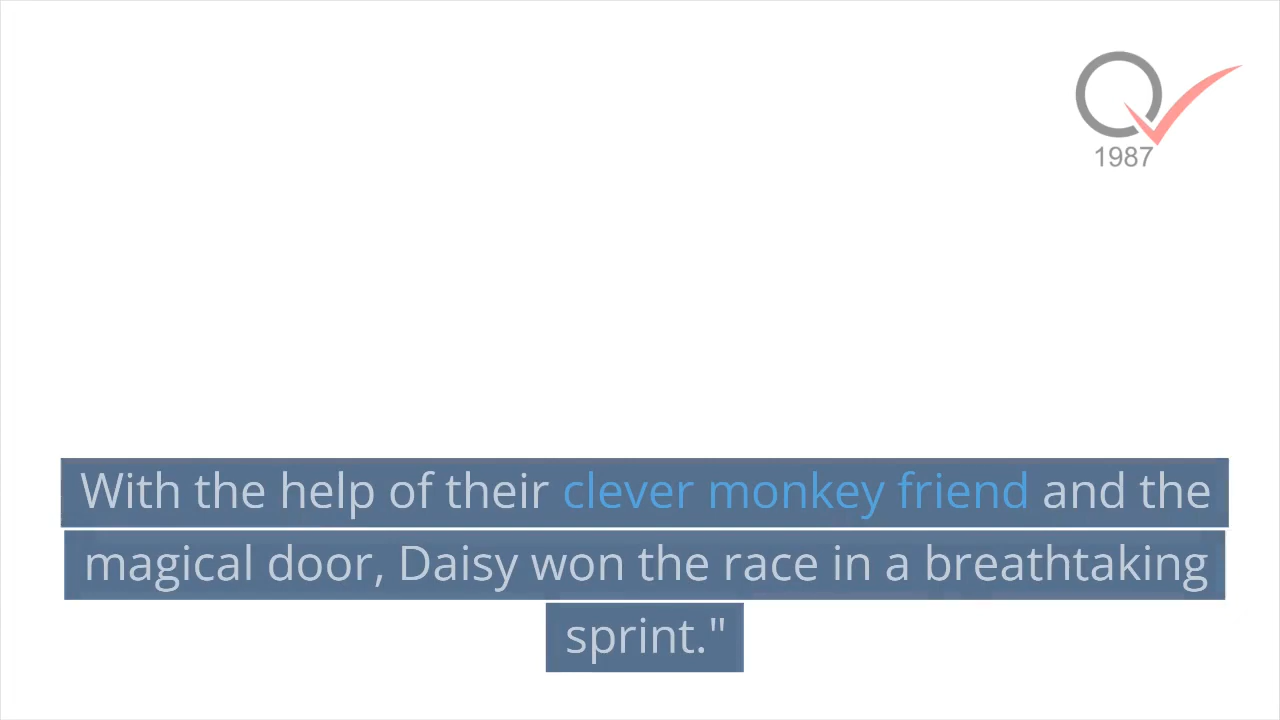 1987
With the help of their clever monkey friend and the
magical door, Daisy won the race in a breathtaking
sprint."